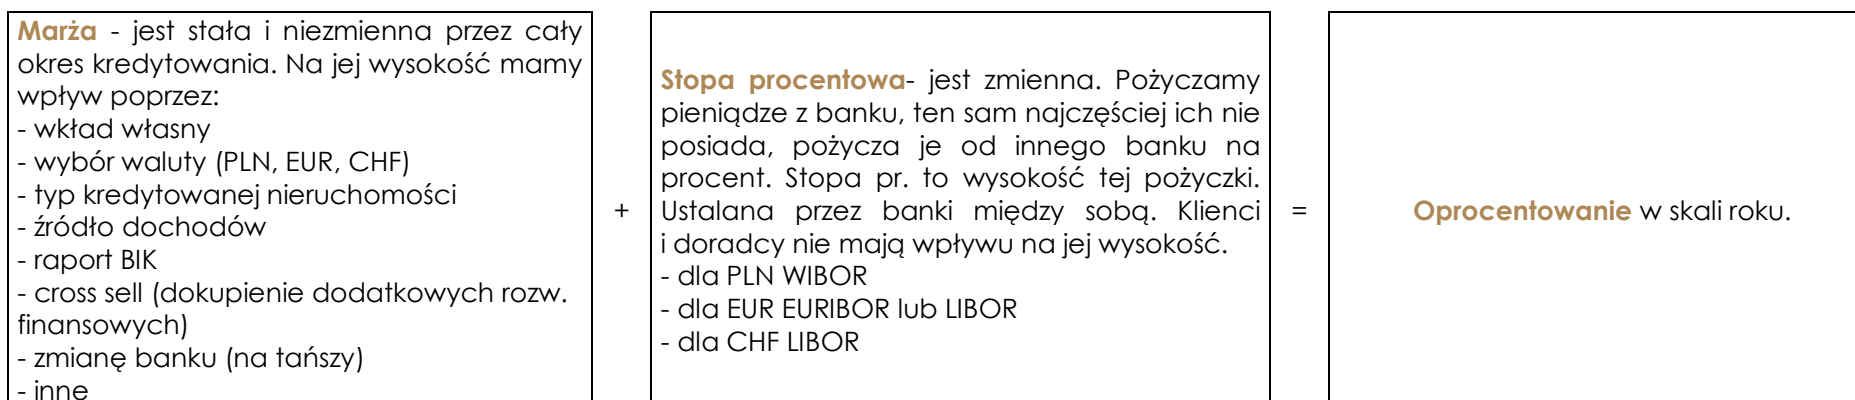 Marża - jest stała i niezmienna przez cały
okres kredytowania. Na jej wysokość mamy
wpływ poprzez:
- wkład własny
- wybór waluty (PLN, EUR, CHF)
- typ kredytowanej nieruchomości
- źródło dochodów
- raport BIK
- cross sell (dokupienie dodatkowych rozw.
finansowych)
- zmianę banku (na tańszy)
- inne
+
Stopa procentowa- jest zmienna. Pożyczamy
pieniądze z banku, ten sam najczęściej ich nie
posiada, pożycza je od innego banku na
procent. Stopa pr. to wysokość tej pożyczki.
Ustalana przez banki między sobą. Klienci
i doradcy nie mają wpływu na jej wysokość.
- dla PLN WIBOR
- dla EUR EURIBOR lub LIBOR
- dla CHF LIBOR
=
Oprocentowanie w skali roku.